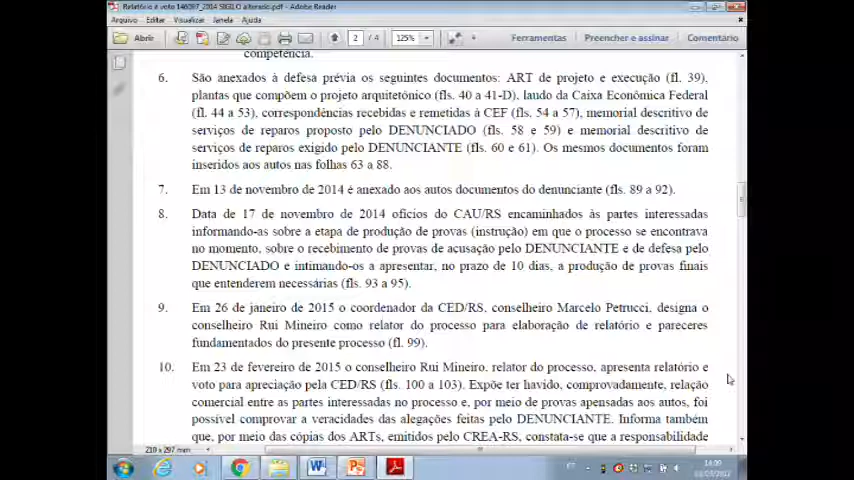 Relatório e voto 146097_2014 SIGILO alterado.pdf - Adobe Reader
Arquivo Editar Visualizar Janela Ajuda
Abrir 2 / 4 125% Ferramentas Preencher e assinar Comentário
competência.
6. São anexados à defesa prévia os seguintes documentos: ART de projeto e execução (fl. 39),
plantas que compõem o projeto arquitetônico (fls. 40 a 41-D), laudo da Caixa Econômica Federal
(fl. 44 a 53), correspondências recebidas e remetidas à CEF (fls. 54 a 57), memorial descritivo de
serviços de reparos proposto pelo DENUNCIADO (fls. 58 e 59) e memorial descritivo de
serviços de reparos exigido pelo DENUNCIANTE (fls. 60 e 61). Os mesmos documentos foram
inseridos aos autos nas folhas 63 a 88.
7. Em 13 de novembro de 2014 é anexado aos autos documentos do denunciante (fls. 89 a 92).
8. Data de 17 de novembro de 2014 ofícios do CAU/RS encaminhados às partes interessadas
informando-as sobre a etapa de produção de provas (instrução) em que o processo se encontrava
no momento, sobre o recebimento de provas de acusação pelo DENUNCIANTE e de defesa pelo
DENUNCIADO e intimando-os a apresentar, no prazo de 10 dias, a produção de provas finais
que entenderem necessárias (fls. 93 a 95).
9. Em 26 de janeiro de 2015 o coordenador da CED/RS, conselheiro Marcelo Petrucci, designa o
conselheiro Rui Mineiro como relator do processo para elaboração de relatório e pareceres
fundamentados do presente processo (fl. 99).
10. Em 23 de fevereiro de 2015 o conselheiro Rui Mineiro, relator do processo, apresenta relatório e
voto para apreciação pela CED/RS (fls. 100 a 103). Expõe ter havido, comprovadamente, relação
comercial entre as partes interessadas no processo e, por meio de provas apensadas aos autos, foi
possível comprovar a veracidades das alegações feitas pelo DENUNCIANTE. Informa também
que, por meio das cópias dos ARTs, emitidos pelo CREA-RS, constata-se que a responsabilidade
210 x 297 mm
PT